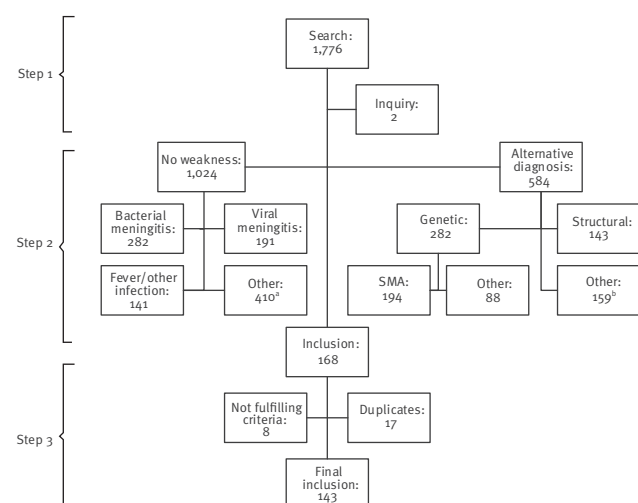 Step 1
Search:
1,776
Inquiry:
2
Step 2
No weakness:
1,024
Alternative
diagnosis:
584
Bacterial
meningitis:
282
Viral
meningitis:
191
Genetic:
282
Structural:
143
Fever/other
infection:
141
Other:
410ᵃ
SMA:
194
Other:
88
Other:
159ᵇ
Inclusion:
168
Step 3
Not fulfilling
criteria:
8
Duplicates:
17
Final
inclusion:
143